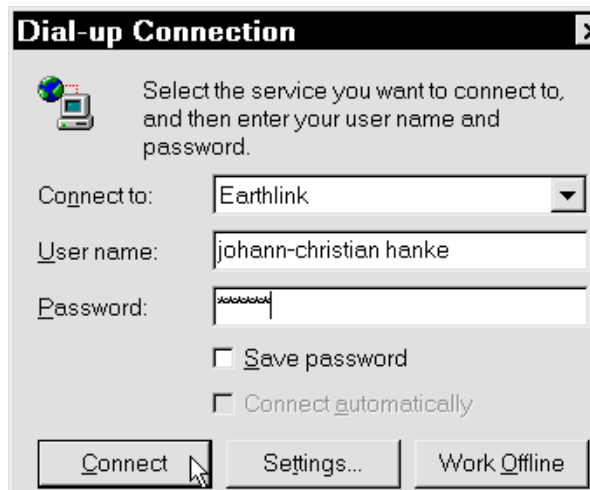 Dial-up Connection
Select the service you want to connect to,
and then enter your user name and
password.
Connect to: Earthlink
User name: johann-christian hanke
Password: *******
Save password
Connect automatically
Connect Settings... Work Offline